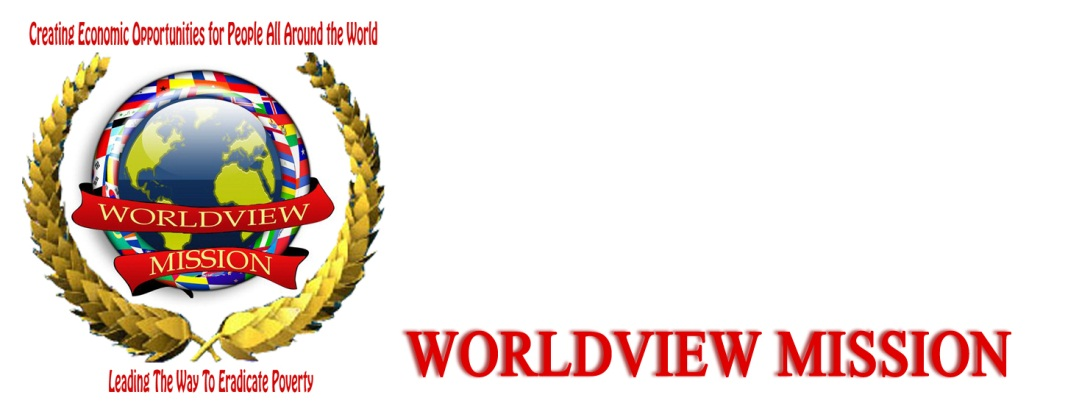 Creating Economic Opportunities for People All Around the World
WORLDVIEW
MISSION
Leading The Way To Eradicate Poverty
WORLDVIEW MISSION